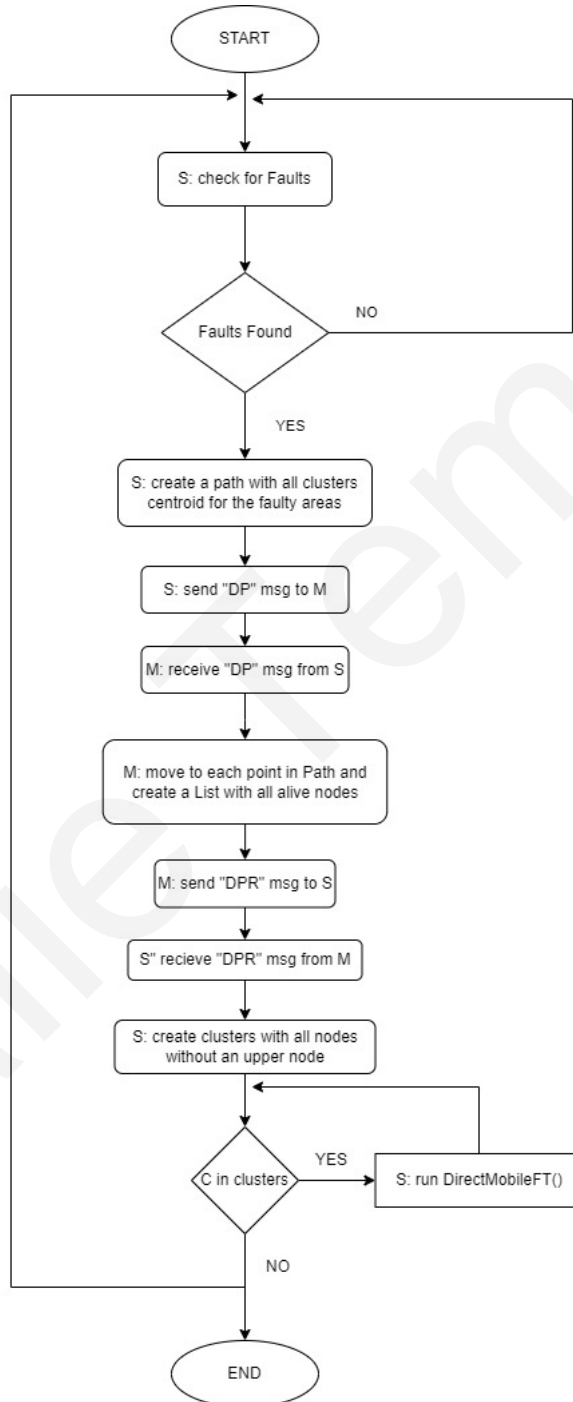 START
S: check for Faults
Faults Found
NO
YES
S: create a path with all clusters
centroid for the faulty areas
S: send "DP" msg to M
M: receive "DP" msg from S
M: move to each point in Path and
create a List with all alive nodes
M: send "DPR" msg to S
S" recieve "DPR" msg from M
S: create clusters with all nodes
without an upper node
C in clusters
YES
S: run DirectMobileFT()
NO
END